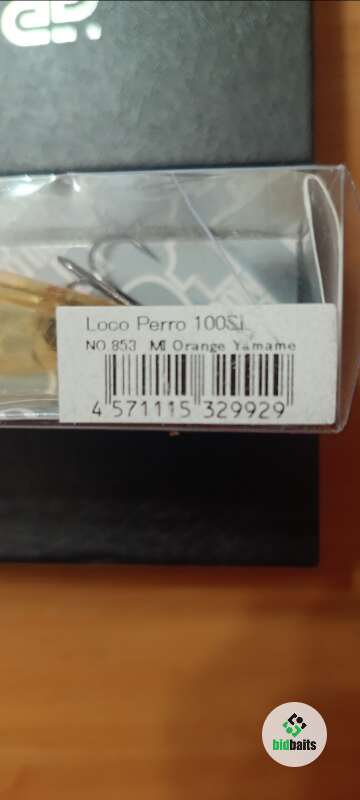 Loco Perro 100SL
NO.853 MI Orange Yamame
4 571115 329929
bidbaits